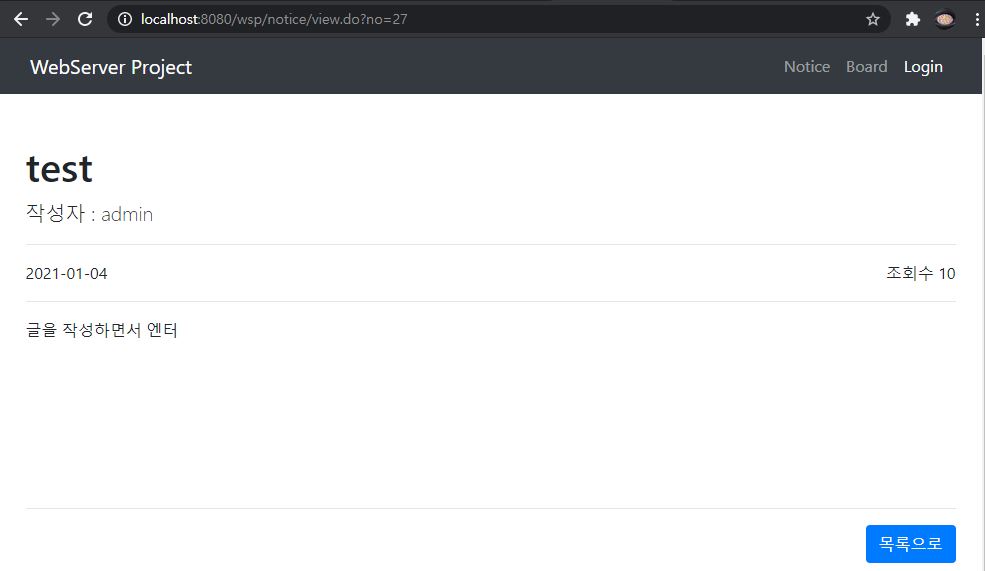 localhost:8080/wsp/notice/view.do?no=27
WebServer Project Notice Board Login
test
작성자 : admin
2021-01-04 조회수 10
글을 작성하면서 엔터
목록으로